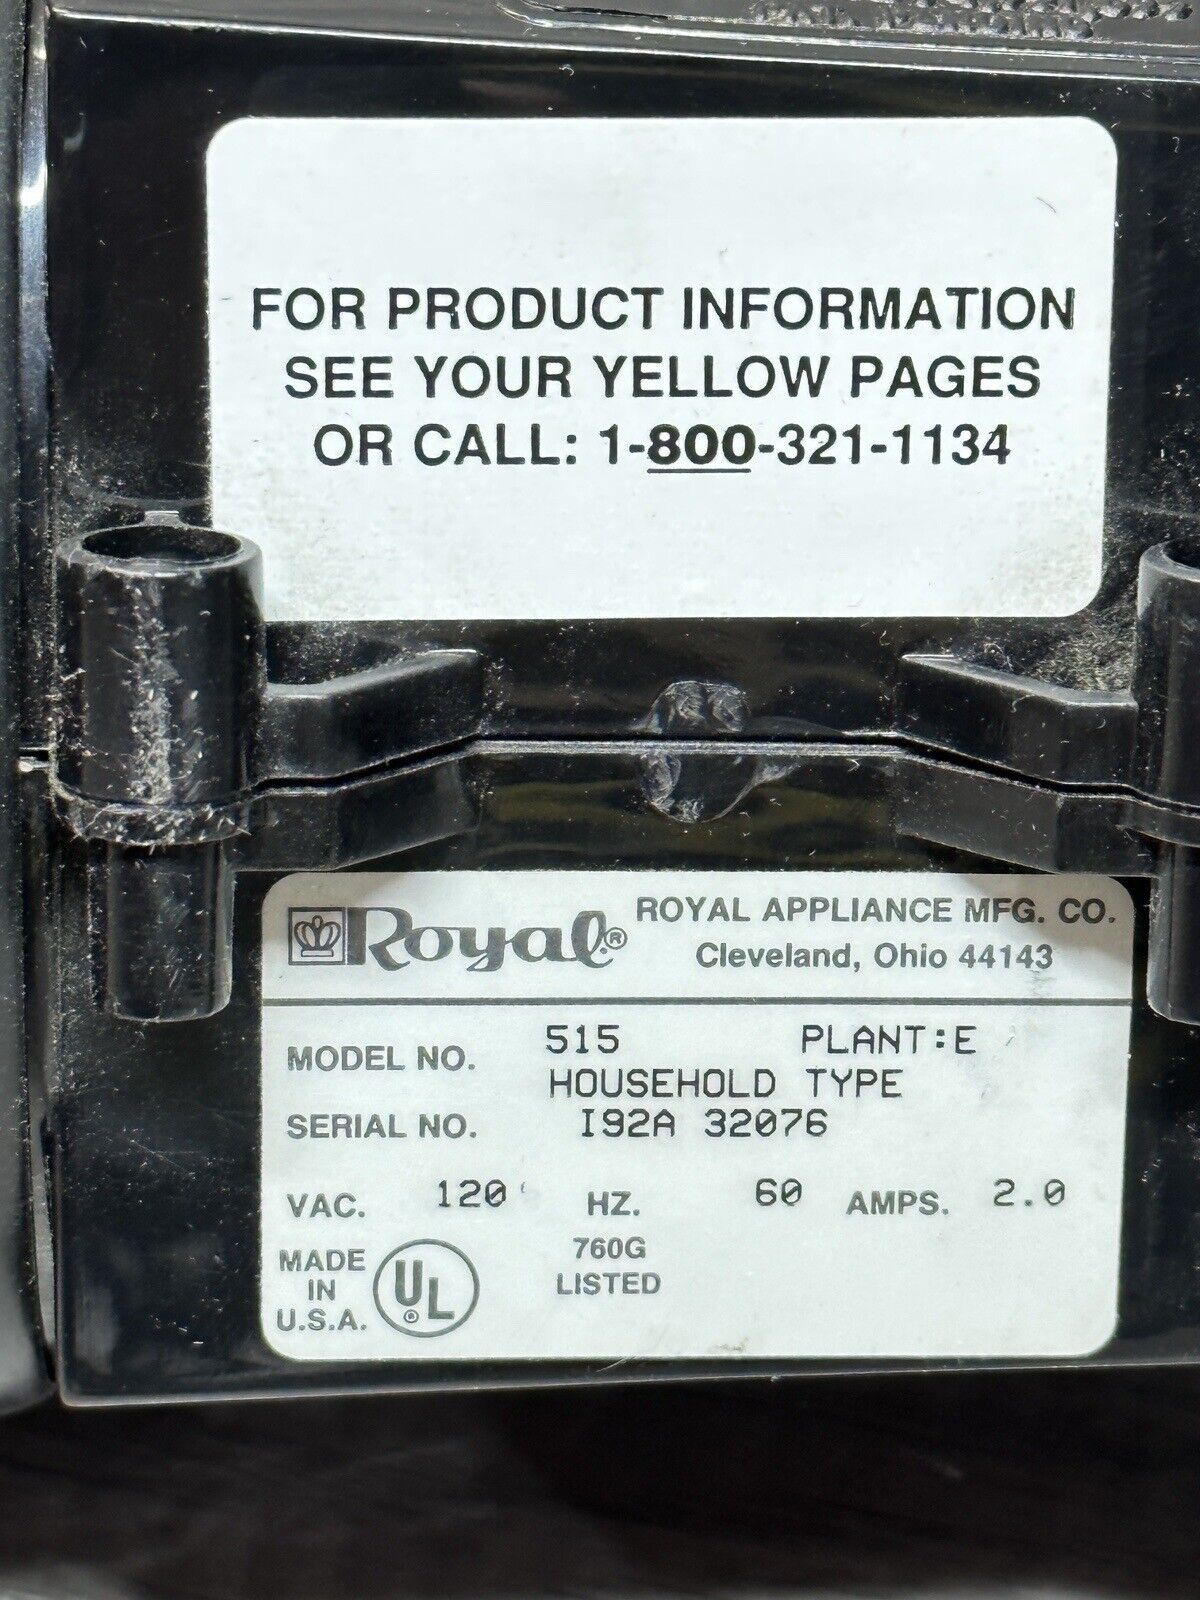 FOR PRODUCT INFORMATION
SEE YOUR YELLOW PAGES
OR CALL: 1-800-321-1134
Royal®
ROYAL APPLIANCE MFG. CO.
Cleveland, Ohio 44143
MODEL NO. 515 PLANT:E
HOUSEHOLD TYPE
SERIAL NO. I92A 32076
VAC. 120 HZ. 60 AMPS. 2.0
MADE IN U.S.A.
UL®
760G
LISTED